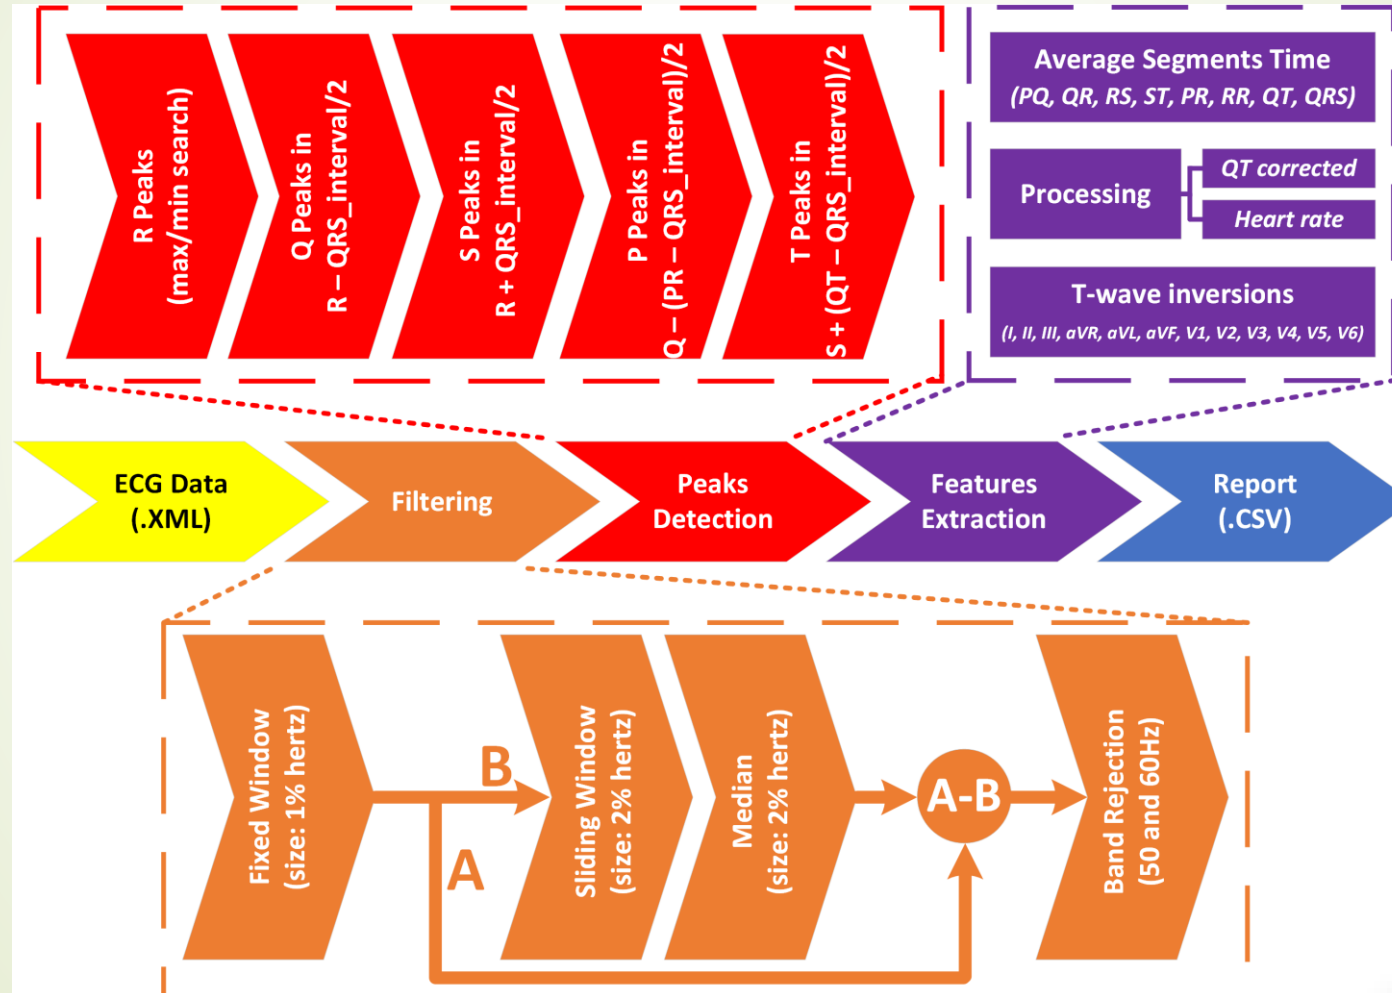 R Peaks
(max/min search)
Q Peaks in
R – QRS_interval/2
S Peaks in
R + QRS_interval/2
P Peaks in
Q – (PR – QRS_interval)/2
T Peaks in
S + (QT – QRS_interval)/2
Average Segments Time
(PQ, QR, RS, ST, PR, RR, QT, QRS)
Processing
QT corrected
Heart rate
T-wave inversions
(I, II, III, aVR, aVL, aVF, V1, V2, V3, V4, V5, V6)
ECG Data
(.XML)
Filtering
Peaks
Detection
Features
Extraction
Report
(.CSV)
Fixed Window
(size: 1% hertz)
B
A
Sliding Window
(size: 2% hertz)
Median
(size: 2% hertz)
A-B
Band Rejection
(50 and 60Hz)